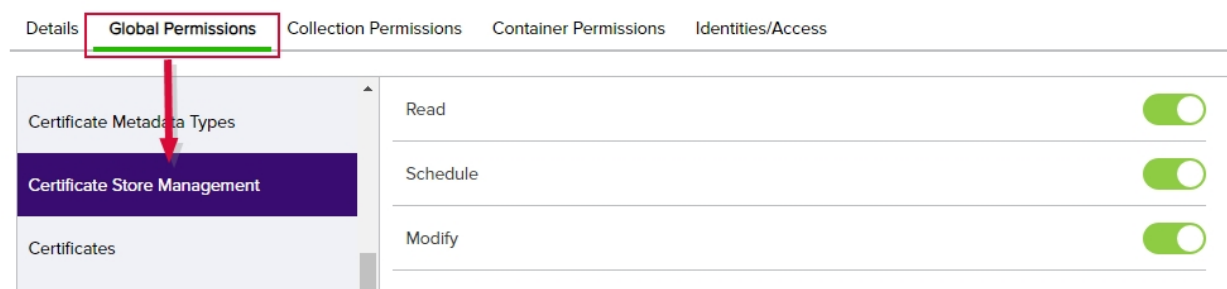 Details Global Permissions Collection Permissions Container Permissions Identities/Access
Certificate Metadata Types
Read
Certificate Store Management
Schedule
Certificates
Modify